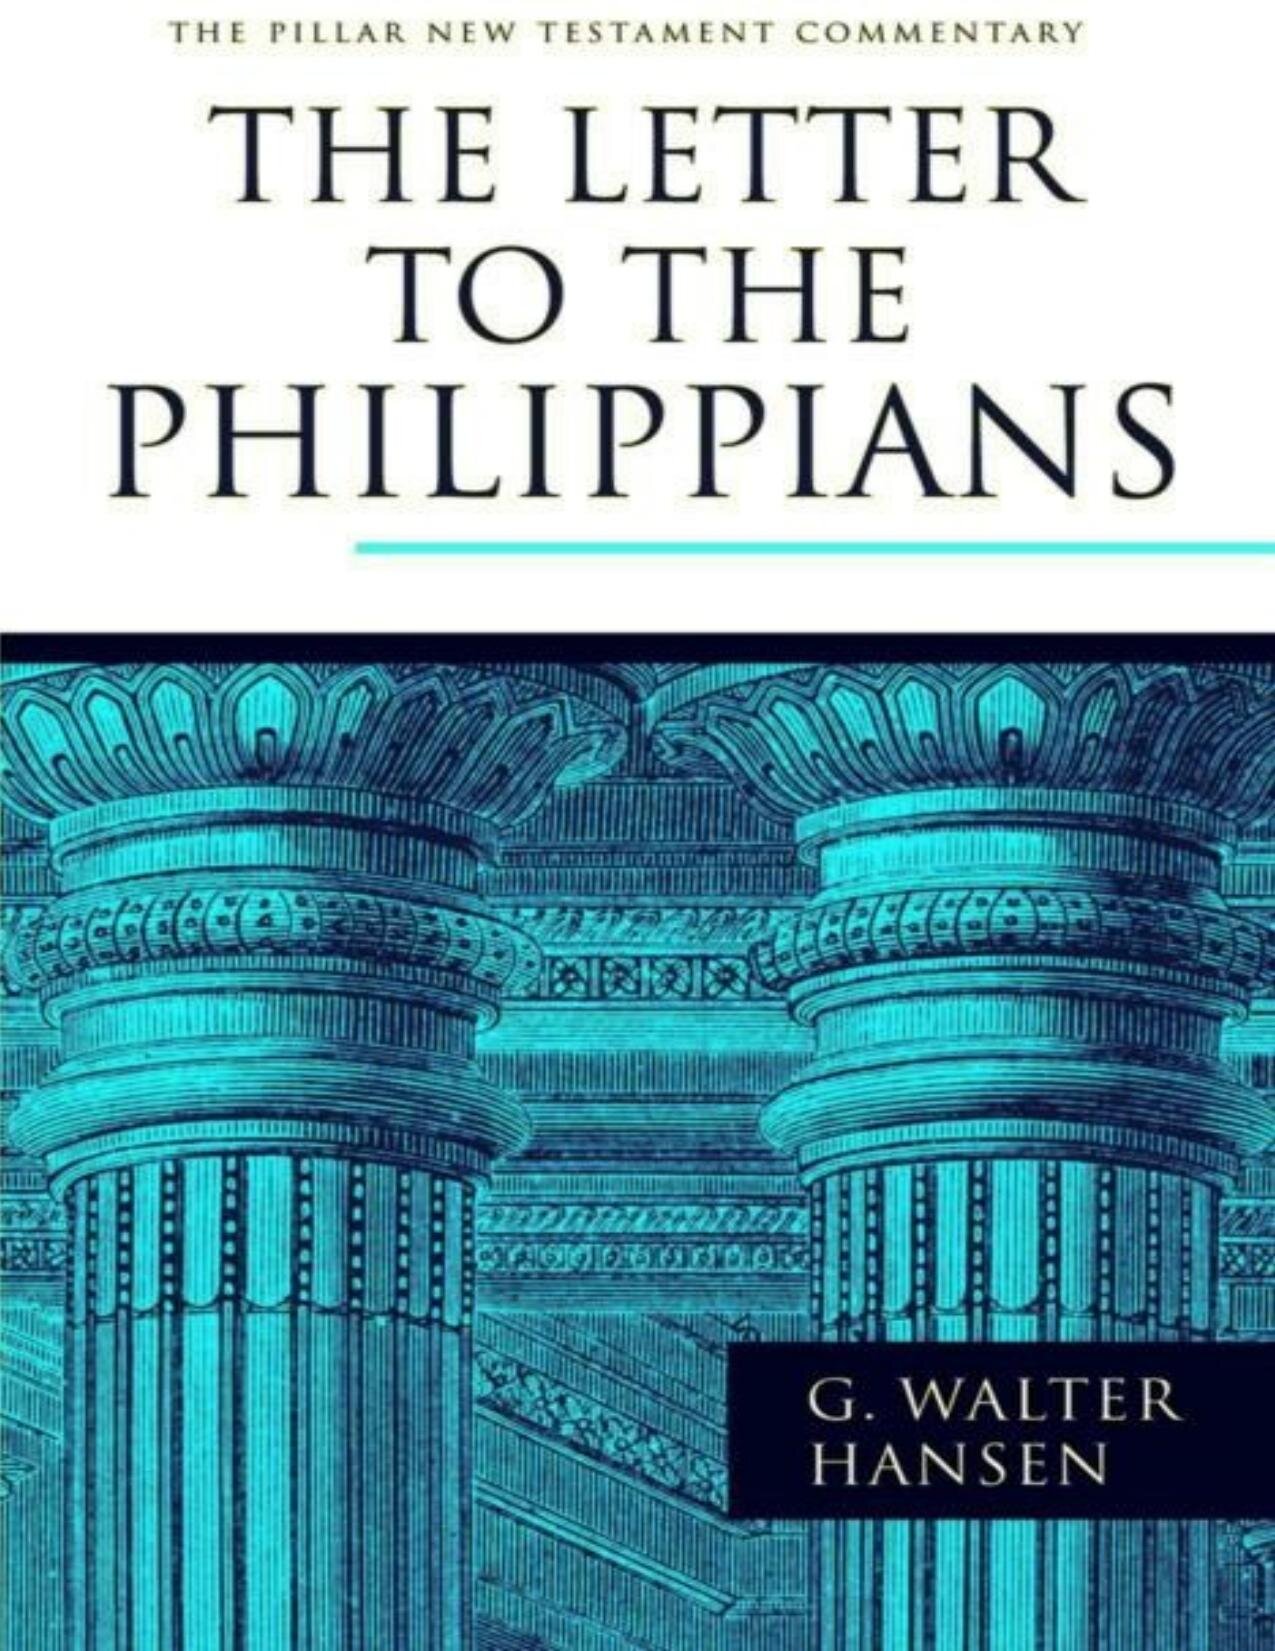 THE PILLAR NEW TESTAMENT COMMENTARY
THE LETTER
TO THE
PHILIPPIANS
G. WALTER
HANSEN